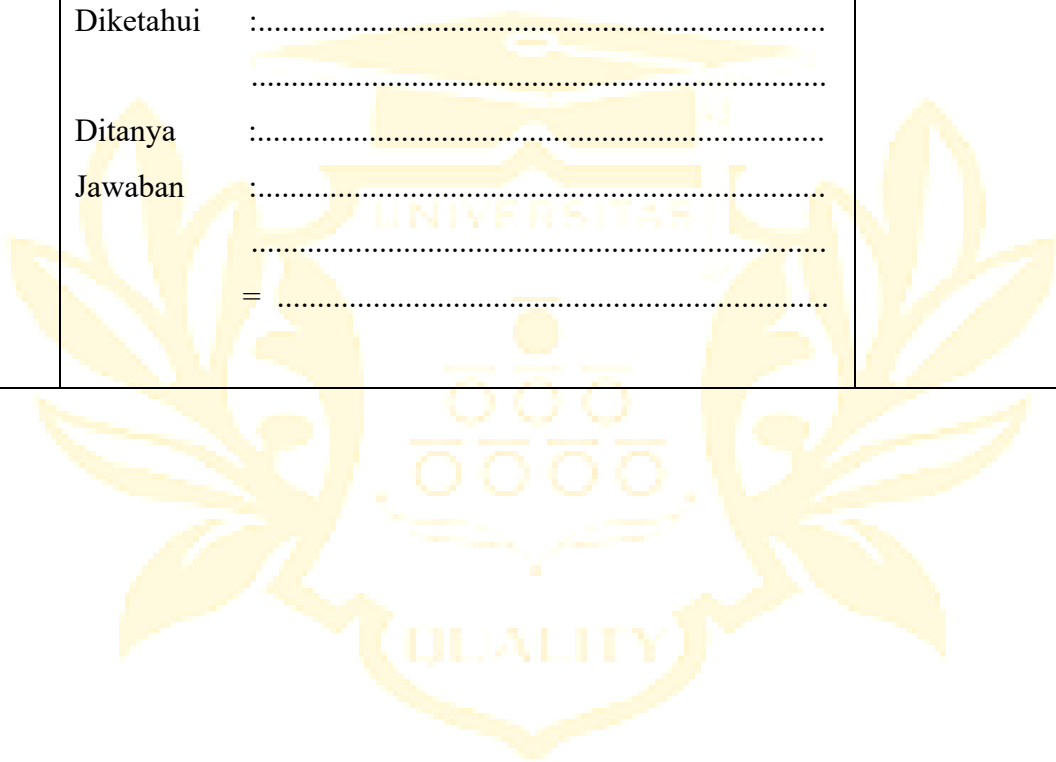 Diketahui :.......................................................................
........................................................................
Ditanya :.......................................................................
Jawaban :.......................................................................
UNIVERSITAS
........................................................................
= .....................................................................
QUALITY